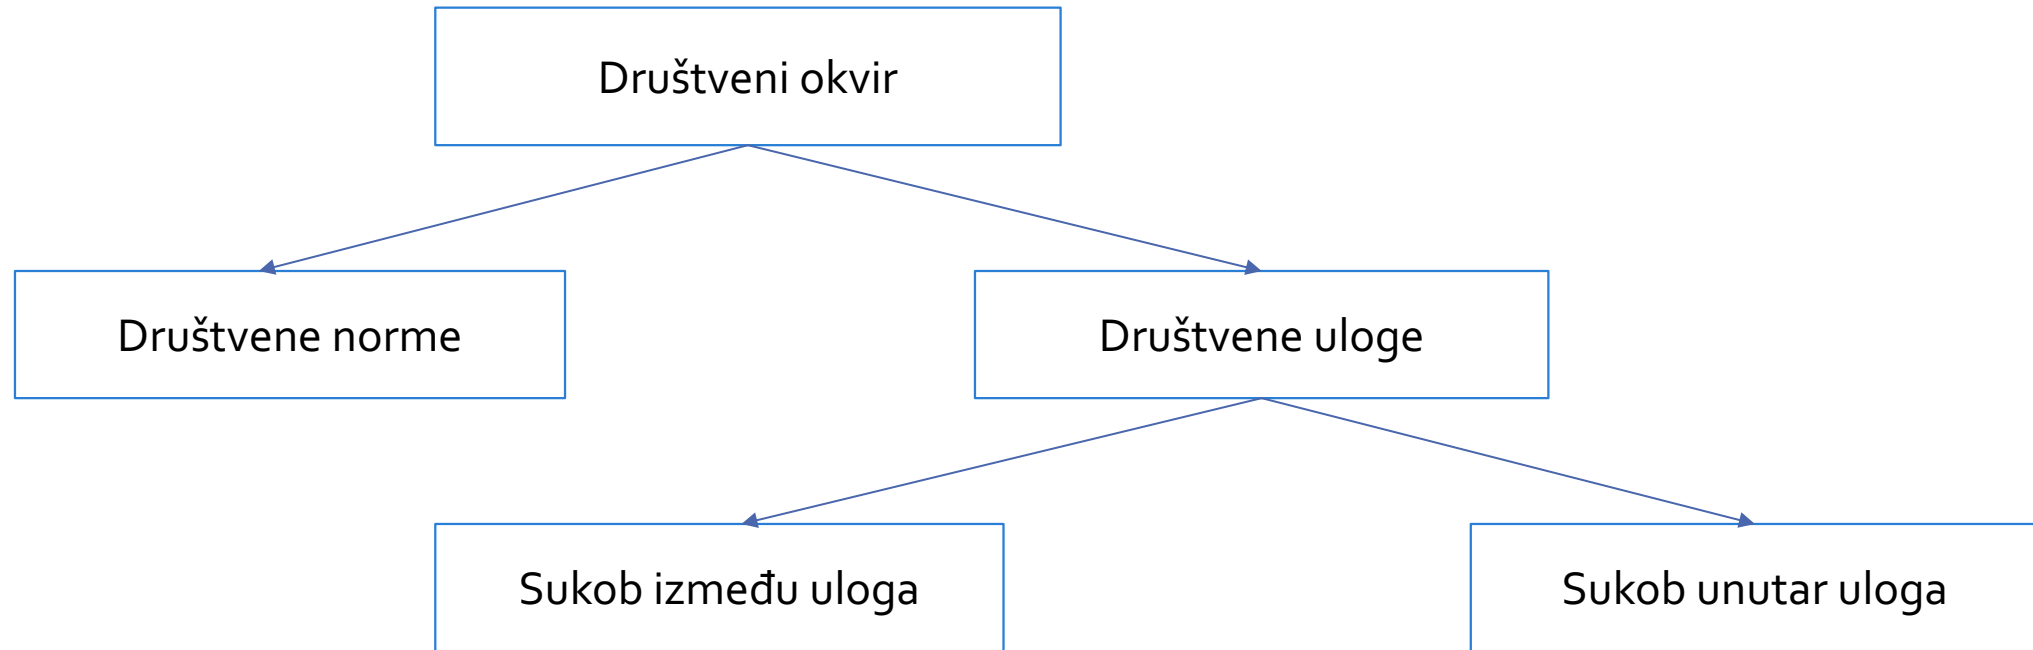 Društveni okvir
Društvene norme
Društvene uloge
Sukob između uloga
Sukob unutar uloga